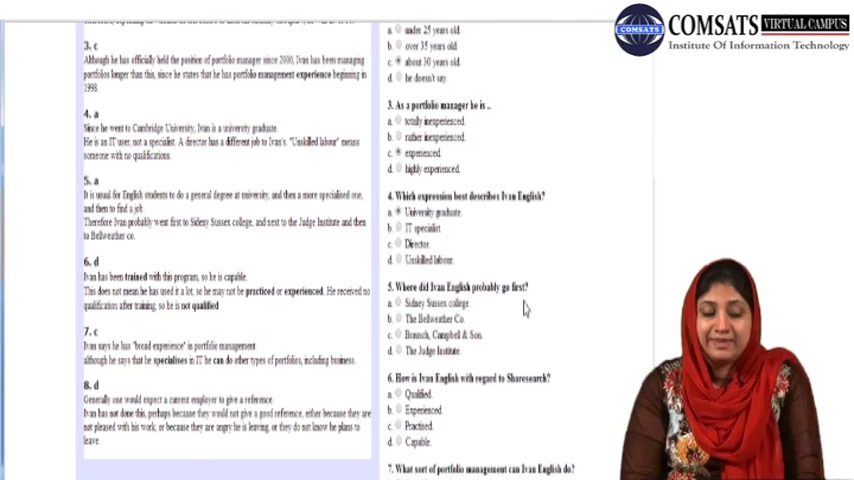 COMSATS VIRTUAL CAMPUS
COMSATS
Institute Of Information Technology
3. c
Although he has officially held the position of portfolio manager since 2000, Ivan has been managing
portfolios longer than this, since he states that he has portfolio management experience beginning in
1998.
4. a
Since he went to Cambridge University, Ivan is a university graduate.
He is an IT user, not a specialist. A director has a different job to Ivan's. "Unskilled labour" means
someone with no qualifications.
5. a
It is usual for English students to do a general degree at university, and then a more specialised one,
and then to find a job.
Therefore Ivan probably went first to Sideny Sussex college, and next to the Judge Institute and then
to Bellweather co.
6. d
Ivan has been trained with this program, so he is capable.
This does not mean he has used it a lot, so he may not be practiced or experienced. He received no
qualification after training, so he is not qualified
7. c
Ivan says he has "broad experience" in portfolio management.
although he says that he specialises in IT he can do other types of portfolios, including business.
8. d
Generally one would expect a current employer to give a reference.
Ivan has not done this, perhaps because they would not give a good reference, either because they are
not pleased with his work, or because they are angry he is leaving, or they do not know he plans to
leave
a. under 25 years old.
b. over 35 years old.
c. about 30 years old.
d. he doesn't say.
3. As a portfolio manager he is ..
a. totally inexperienced.
b. rather inexperienced.
c. experienced.
d. highly experienced.
4. Which expression best describes Ivan English?
a. University graduate.
b. IT specialist.
c. Director.
d. Unskilled labour.
5. Where did Ivan English probably go first?
a. Sidney Sussex college.
b. The Bellweather Co.
c. Brausch, Campbell & Son.
d. The Judge Institute.
6. How is Ivan English with regard to Sharesearch?
a. Qualified.
b. Experienced
c. Practised.
d. Capable.
7. What sort of portfolio management can Ivan English do?